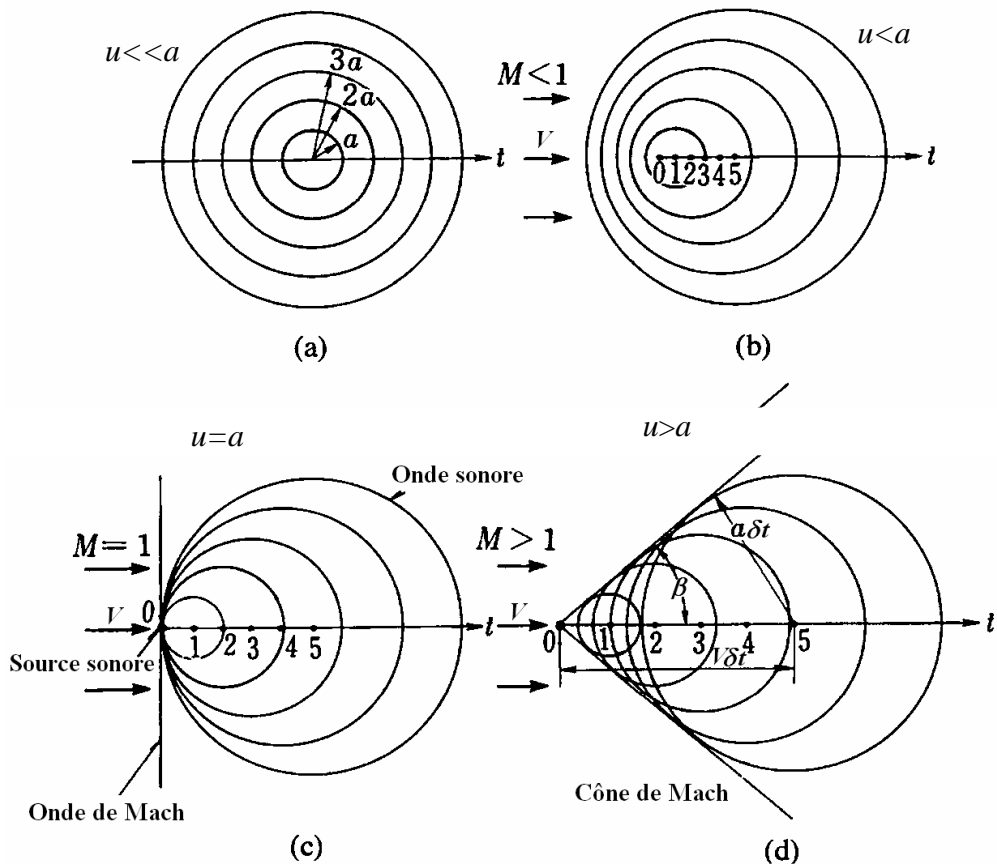 u<<a
3a
2a
a
t
(a)
u<a
M<1
V
0 1 2 3 4 5
t
(b)
u=a
Onde sonore
M=1
V
0
1 2 3 4 5
t
Source sonore
Onde de Mach
(c)
u>a
M>1
aδt
β
V
0 1 2 3 4 5
t
Vδt
Cône de Mach
(d)